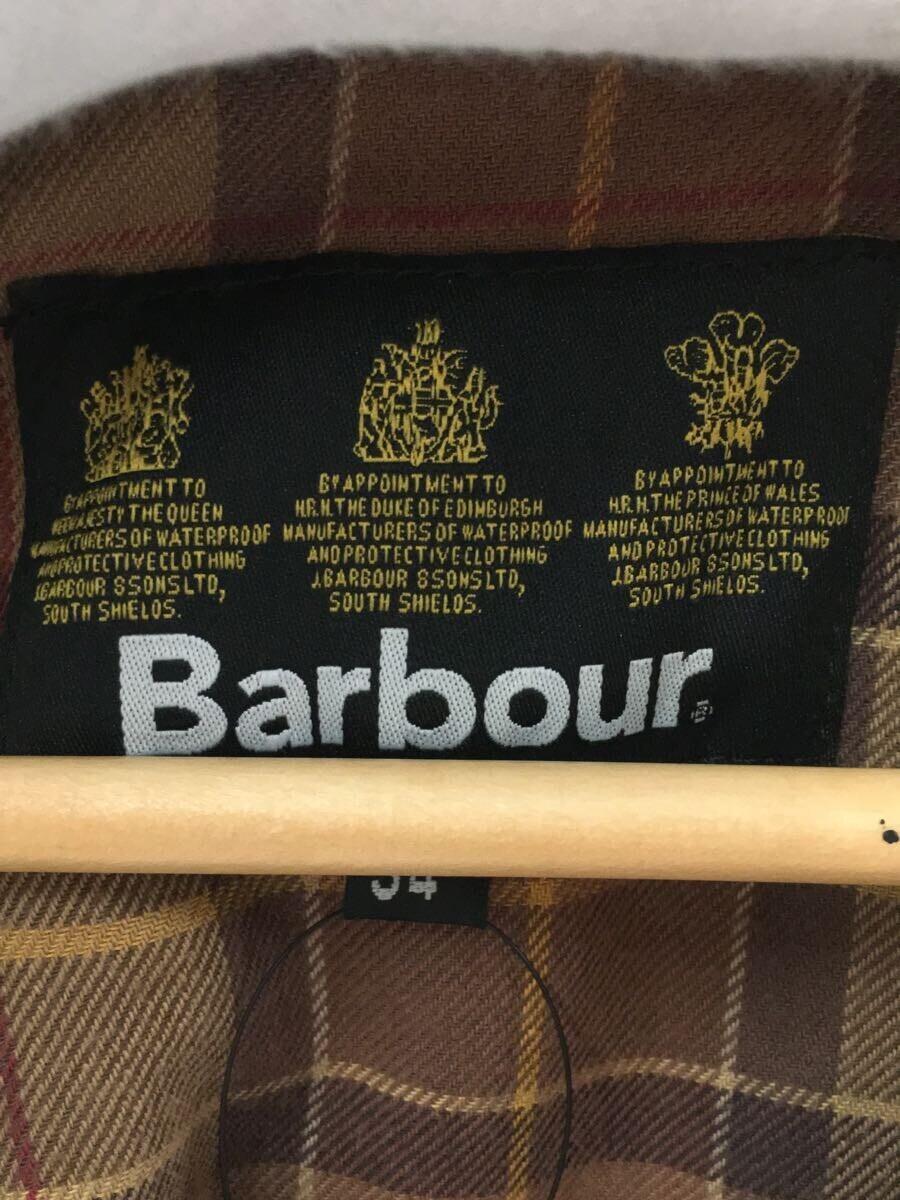 BY APPOINTMENT TO
HER MAJESTY THE QUEEN
MANUFACTURERS OF WATERPROOF
AND PROTECTIVE CLOTHING
J.BARBOUR & SONS LTD,
SOUTH SHIELDS.
BY APPOINTMENT TO
H.R.H. THE DUKE OF EDINBURGH
MANUFACTURERS OF WATERPROOF
AND PROTECTIVE CLOTHING
J.BARBOUR & SONS LTD,
SOUTH SHIELDS.
BY APPOINTMENT TO
H.R.H. THE PRINCE OF WALES
MANUFACTURERS OF WATERPROOF
AND PROTECTIVE CLOTHING
J.BARBOUR & SONS LTD,
SOUTH SHIELDS.
Barbour